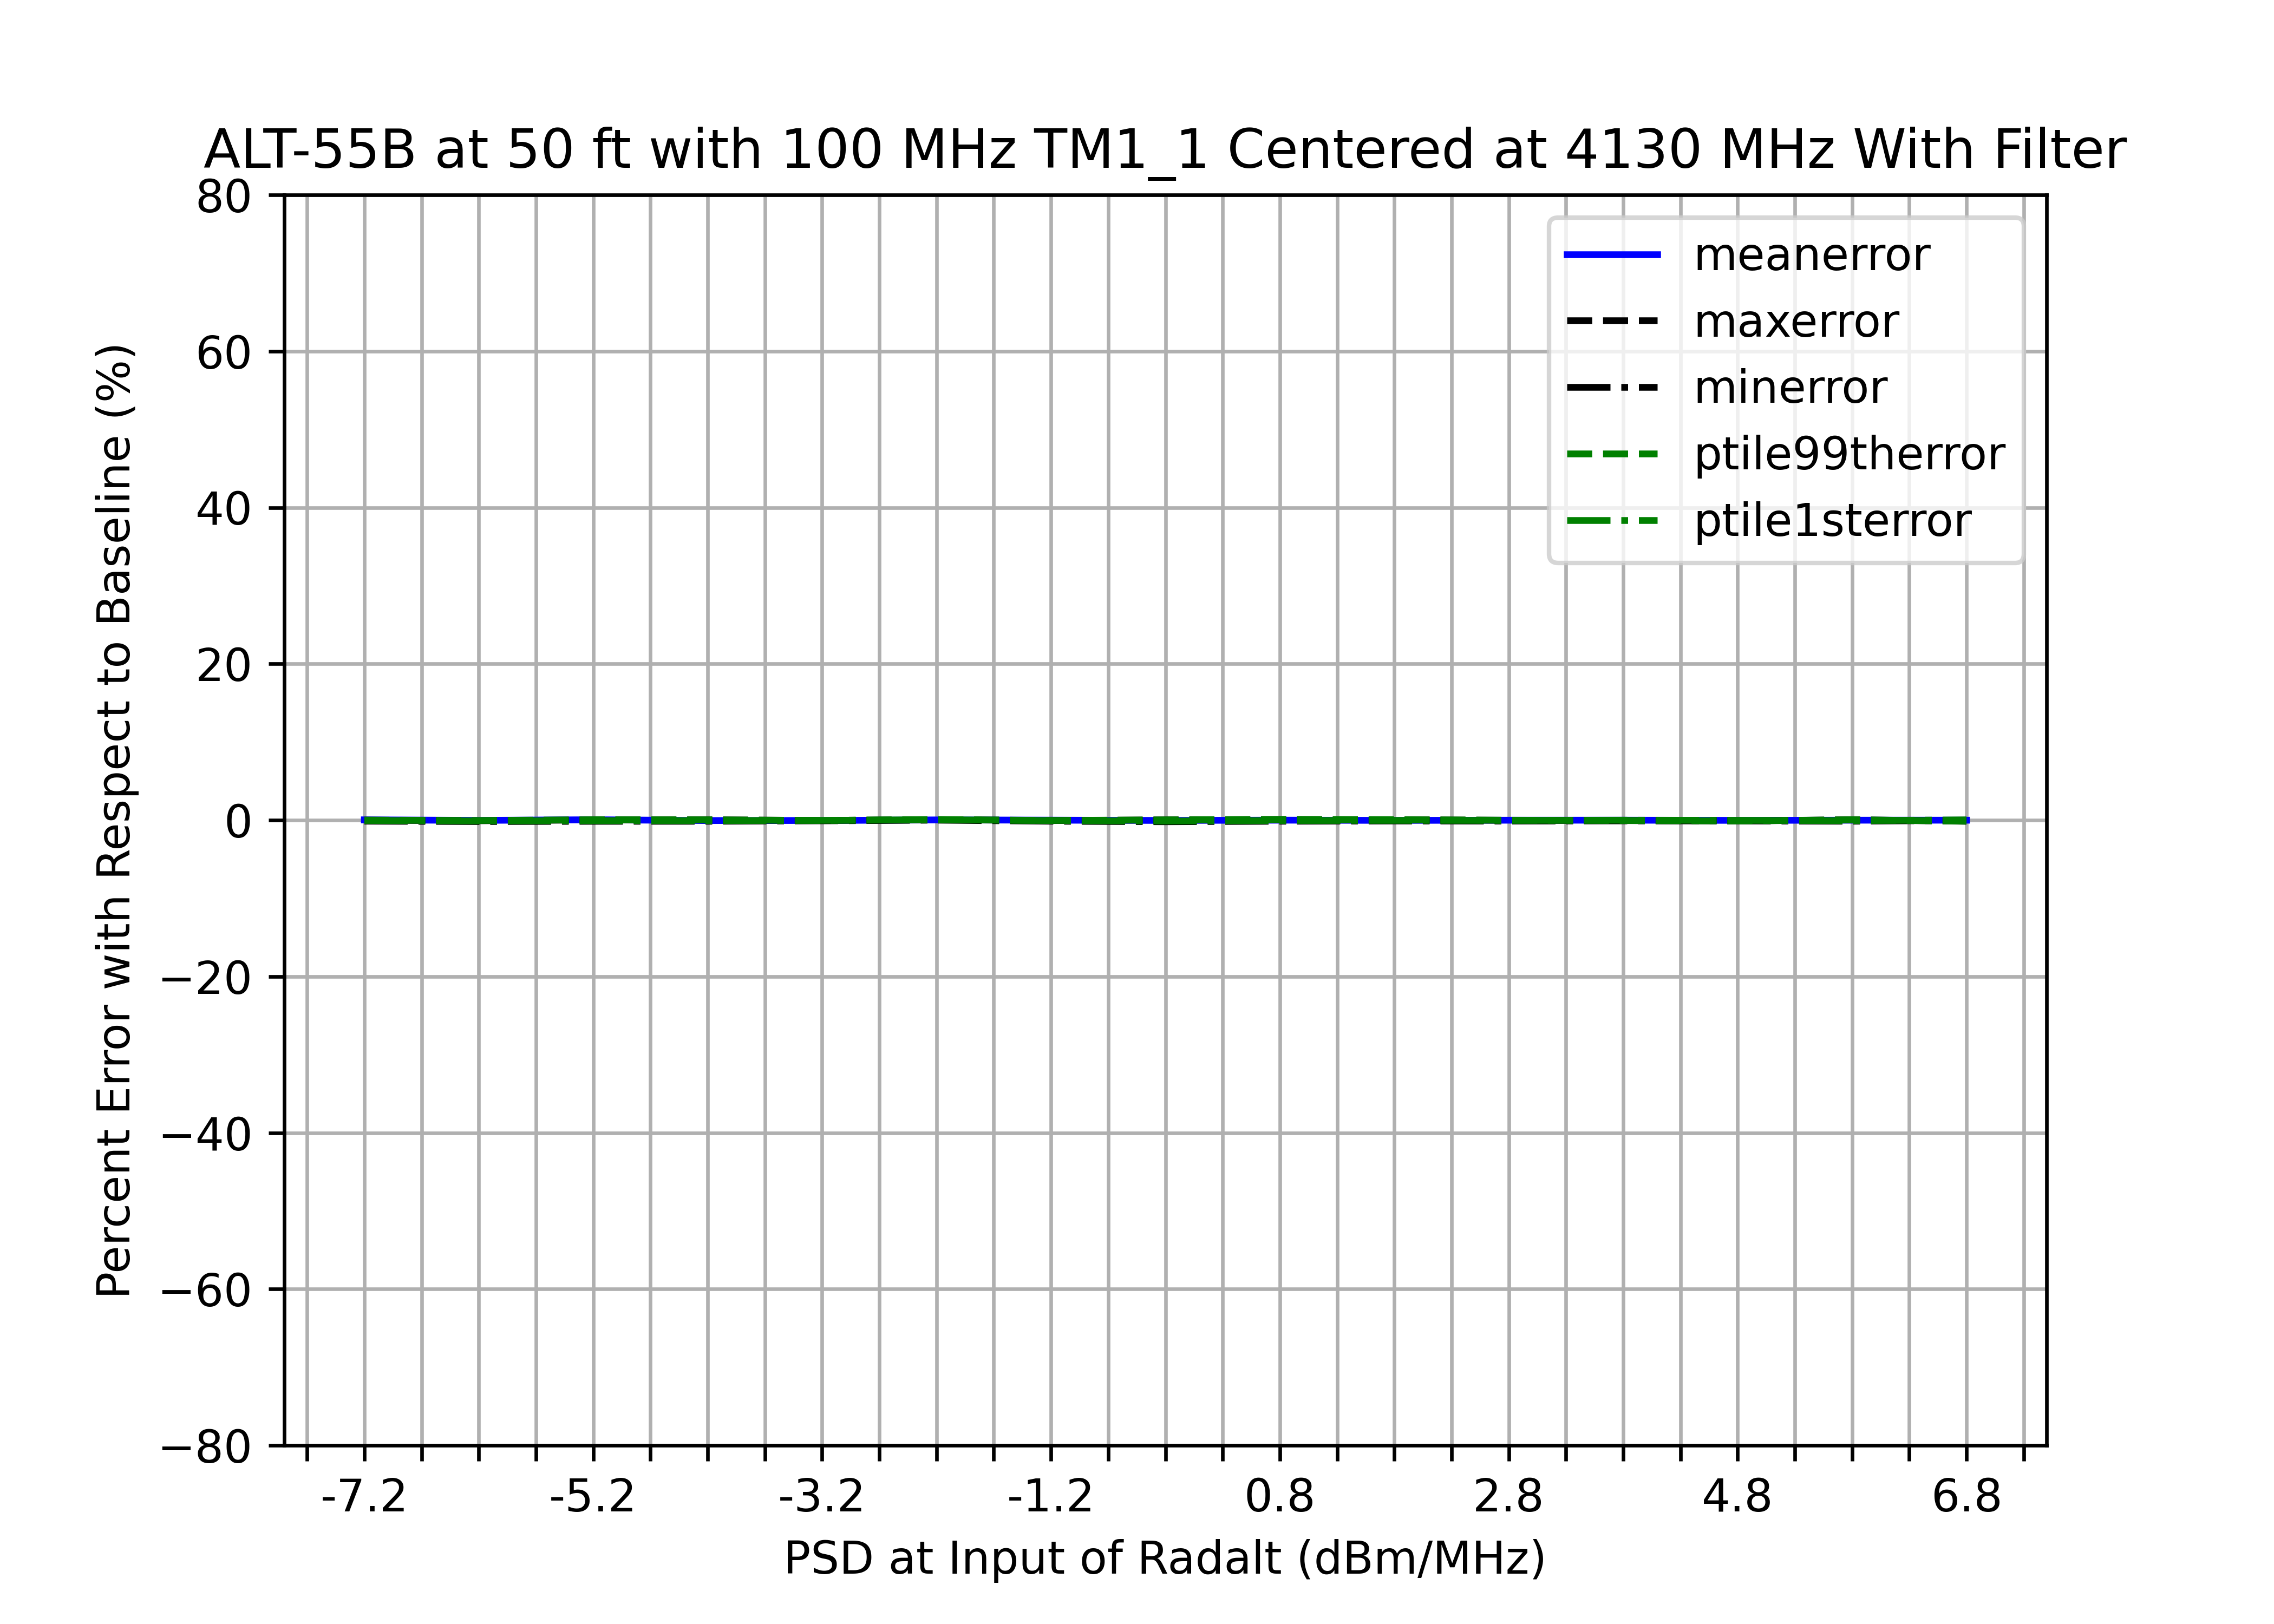 ALT-55B at 50 ft with 100 MHz TM1_1 Centered at 4130 MHz With Filter
80
60
40
20
0
−20
−40
−60
−80
Percent Error with Respect to Baseline (%)
meanerror
maxerror
minerror
ptile99therror
ptile1sterror
-7.2 -5.2 -3.2 -1.2 0.8 2.8 4.8 6.8
PSD at Input of Radalt (dBm/MHz)